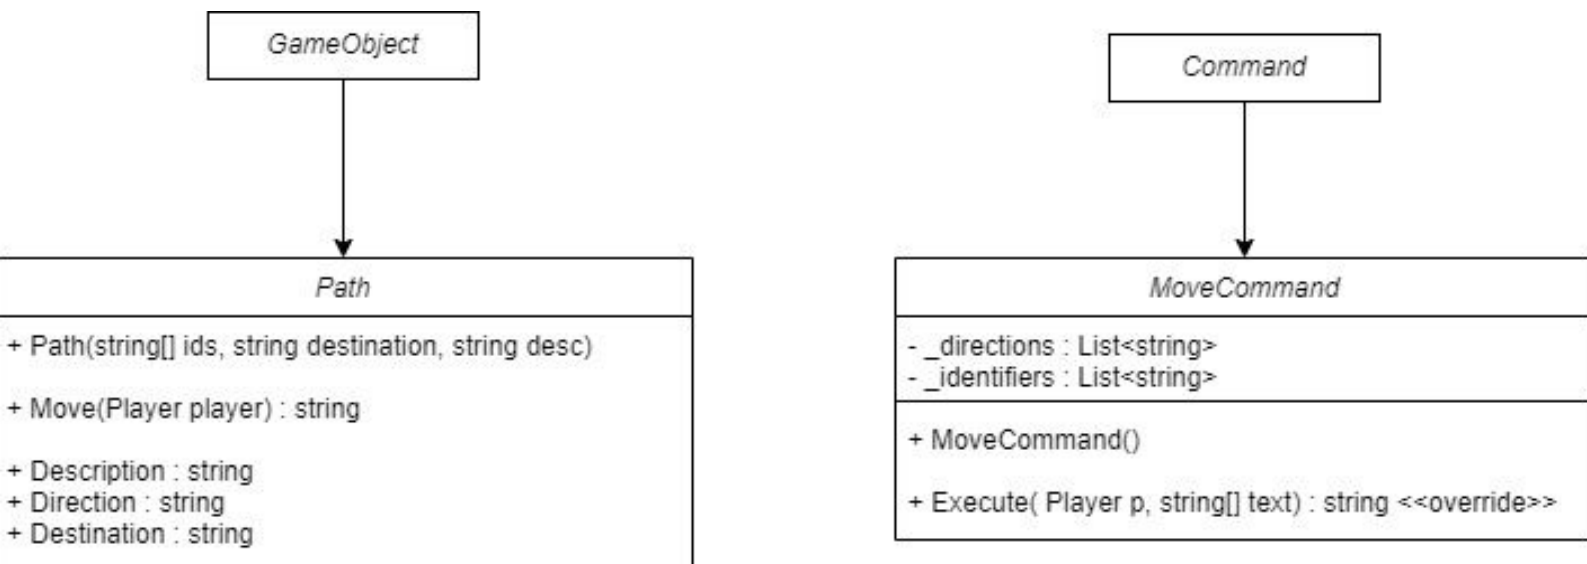 GameObject
Path
+ Path(string[] ids, string destination, string desc)
+ Move(Player player) : string
+ Description : string
+ Direction : string
+ Destination : string
Command
MoveCommand
- _directions : List<string>
- _identifiers : List<string>
+ MoveCommand()
+ Execute( Player p, string[] text) : string <<override>>